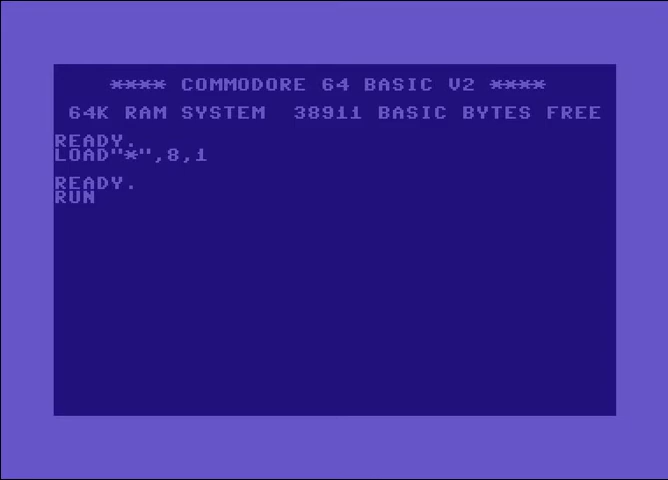 **** COMMODORE 64 BASIC V2 ****
64K RAM SYSTEM  38911 BASIC BYTES FREE
READY.
LOAD"*",8,1
READY.
RUN